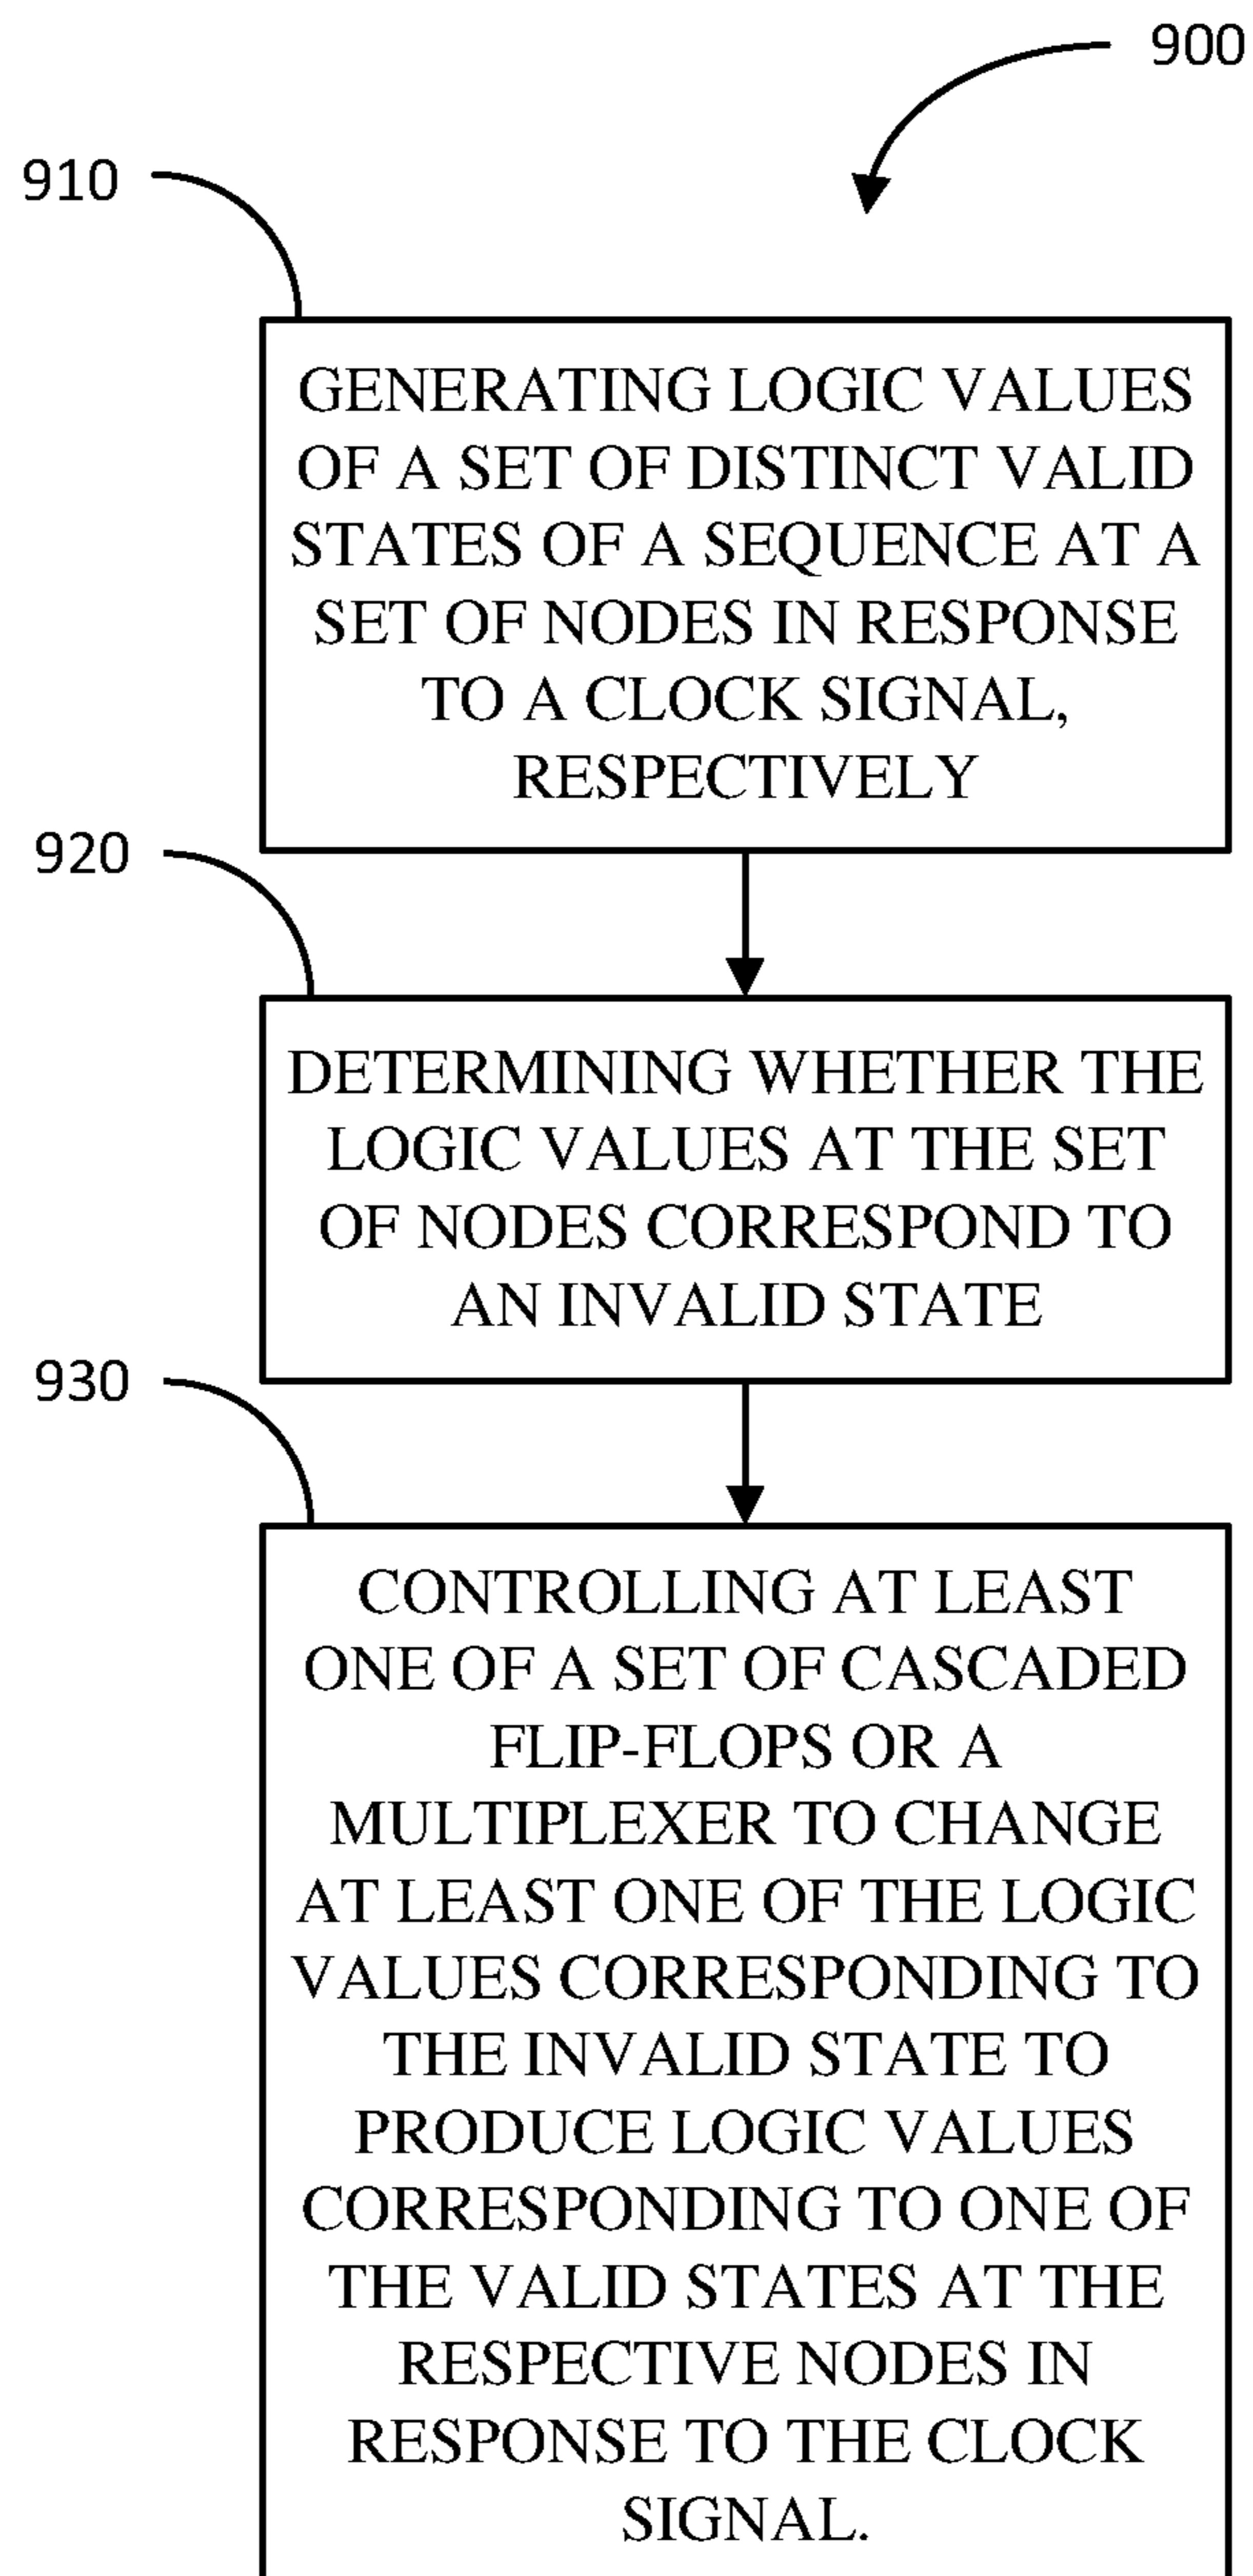 900
910
GENERATING LOGIC VALUES
OF A SET OF DISTINCT VALID
STATES OF A SEQUENCE AT A
SET OF NODES IN RESPONSE
TO A CLOCK SIGNAL,
RESPECTIVELY
920
DETERMINING WHETHER THE
LOGIC VALUES AT THE SET
OF NODES CORRESPOND TO
AN INVALID STATE
930
CONTROLLING AT LEAST
ONE OF A SET OF CASCADED
FLIP-FLOPS OR A
MULTIPLEXER TO CHANGE
AT LEAST ONE OF THE LOGIC
VALUES CORRESPONDING TO
THE INVALID STATE TO
PRODUCE LOGIC VALUES
CORRESPONDING TO ONE OF
THE VALID STATES AT THE
RESPECTIVE NODES IN
RESPONSE TO THE CLOCK
SIGNAL.